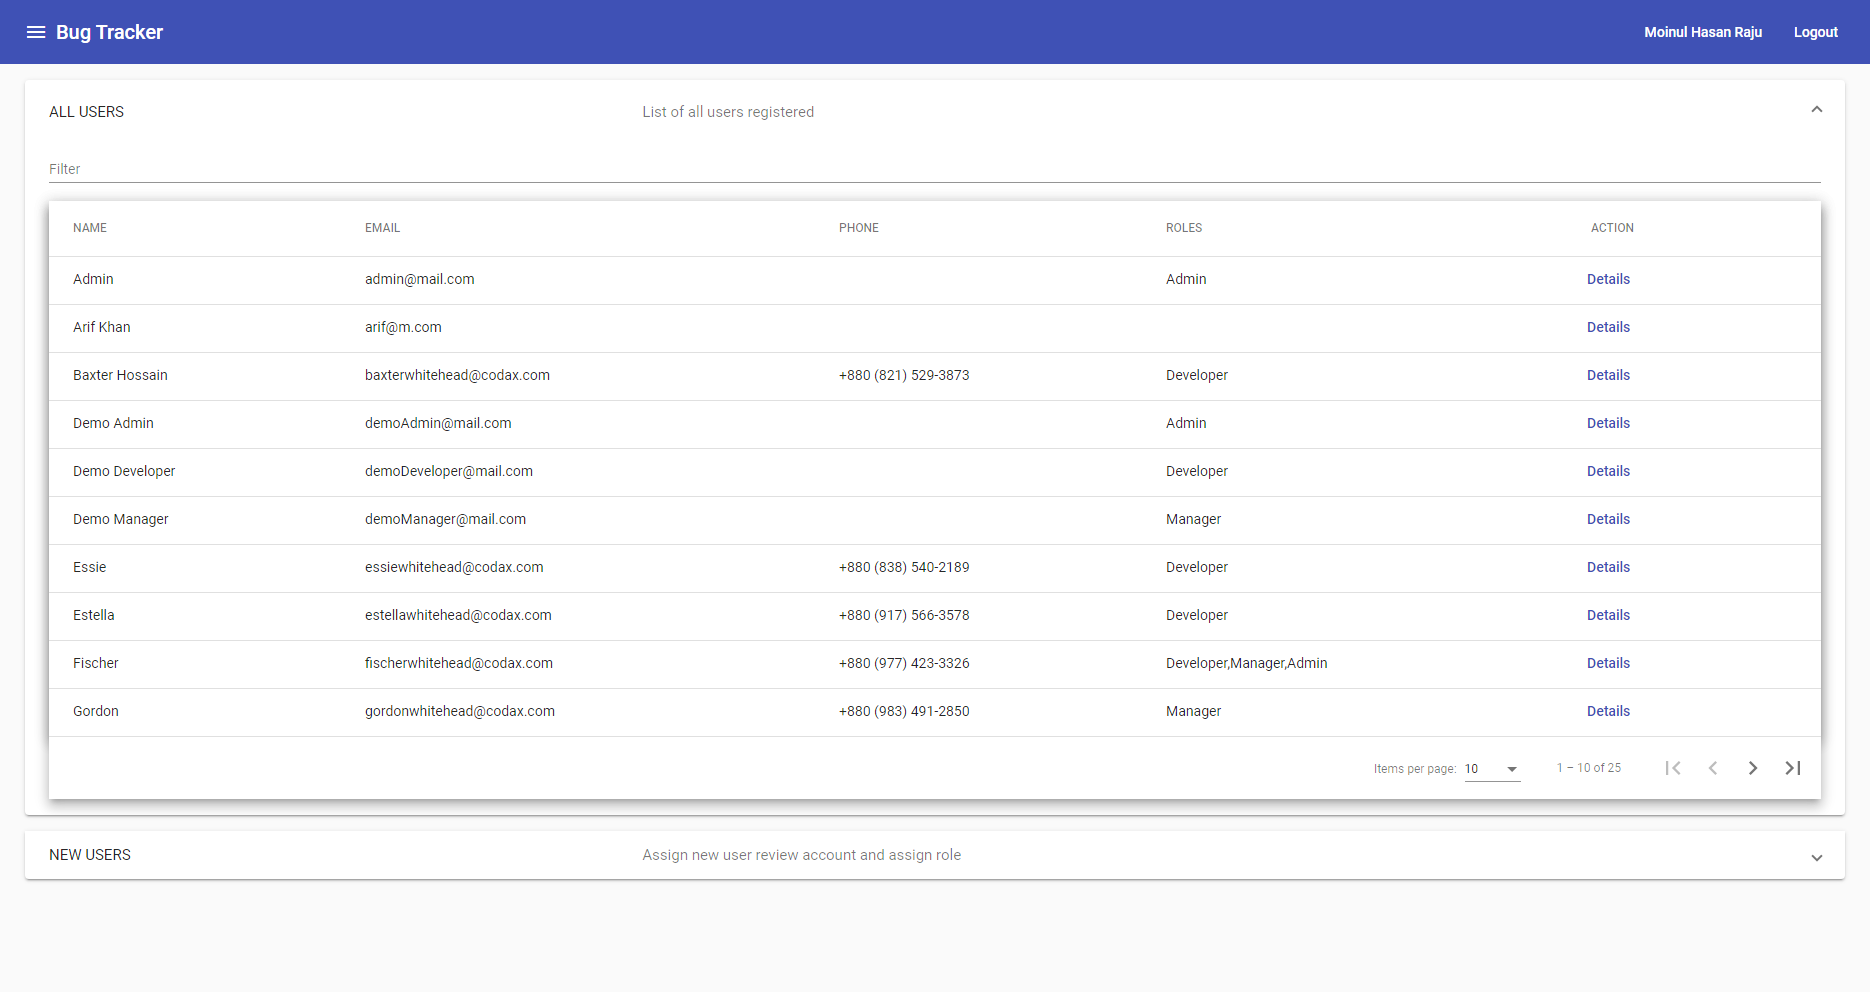 Bug Tracker Moinul Hasan Raju Logout
ALL USERS List of all users registered
Filter
NAME EMAIL PHONE ROLES ACTION
Admin admin@mail.com Admin Details
Arif Khan arif@m.com Details
Baxter Hossain baxterwhitehead@codax.com +880 (821) 529-3873 Developer Details
Demo Admin demoAdmin@mail.com Admin Details
Demo Developer demoDeveloper@mail.com Developer Details
Demo Manager demoManager@mail.com Manager Details
Essie essiewhitehead@codax.com +880 (838) 540-2189 Developer Details
Estella estellawhitehead@codax.com +880 (917) 566-3578 Developer Details
Fischer fischerwhitehead@codax.com +880 (977) 423-3326 Developer,Manager,Admin Details
Gordon gordonwhitehead@codax.com +880 (983) 491-2850 Manager Details
Items per page: 10 1 – 10 of 25
NEW USERS Assign new user review account and assign role